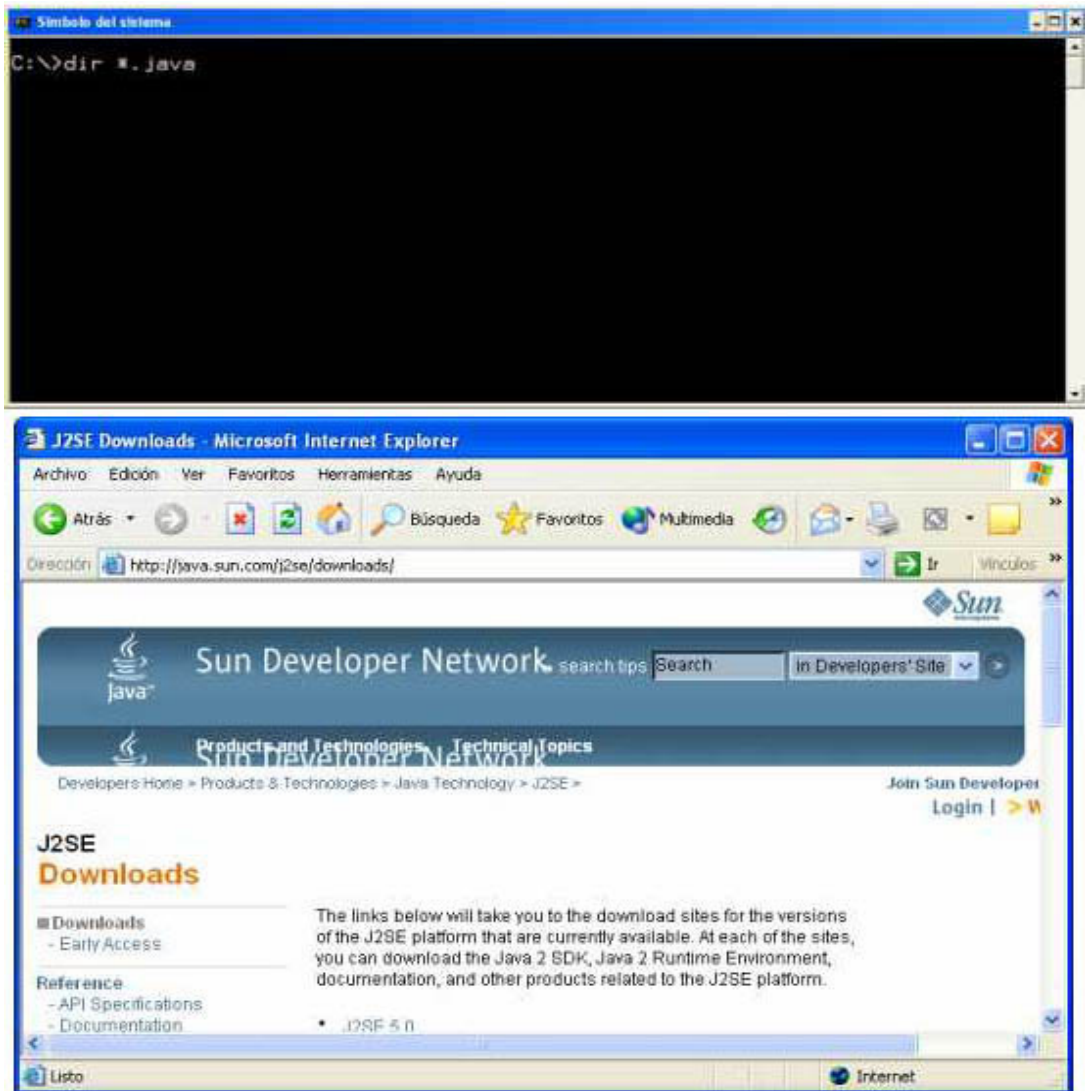 Simbolo del sistema
C:\>dir *.java
J2SE Downloads - Microsoft Internet Explorer
Archivo Edición Ver Favoritos Herramientas Ayuda
Atrás Búsqueda Favoritos Multimedia
Dirección http://java.sun.com/j2se/downloads/ Ir Vínculos
Sun
Java
Sun Developer Network search tips Search in Developers' Site
Products and Technologies Technical Topics
Sun Developer Network
Developers Home > Products & Technologies > Java Technology > J2SE >
Join Sun Developer
Login | > W
J2SE
Downloads
Downloads
- Early Access
Reference
- API Specifications
- Documentation
The links below will take you to the download sites for the versions
of the J2SE platform that are currently available. At each of the sites,
you can download the Java 2 SDK, Java 2 Runtime Environment,
documentation, and other products related to the J2SE platform.
• J2SE 5.0
Listo Internet